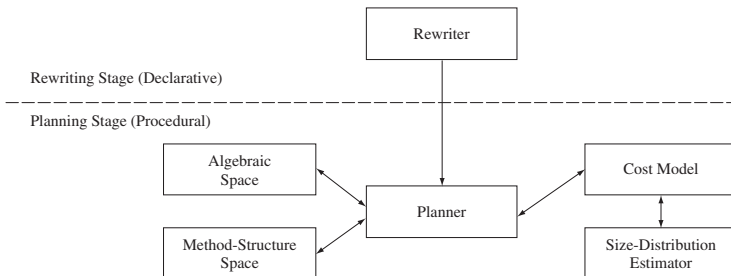 Rewriter
Rewriting Stage (Declarative)
Planning Stage (Procedural)
Algebraic
Space
Cost Model
Planner
Method-Structure
Space
Size-Distribution
Estimator